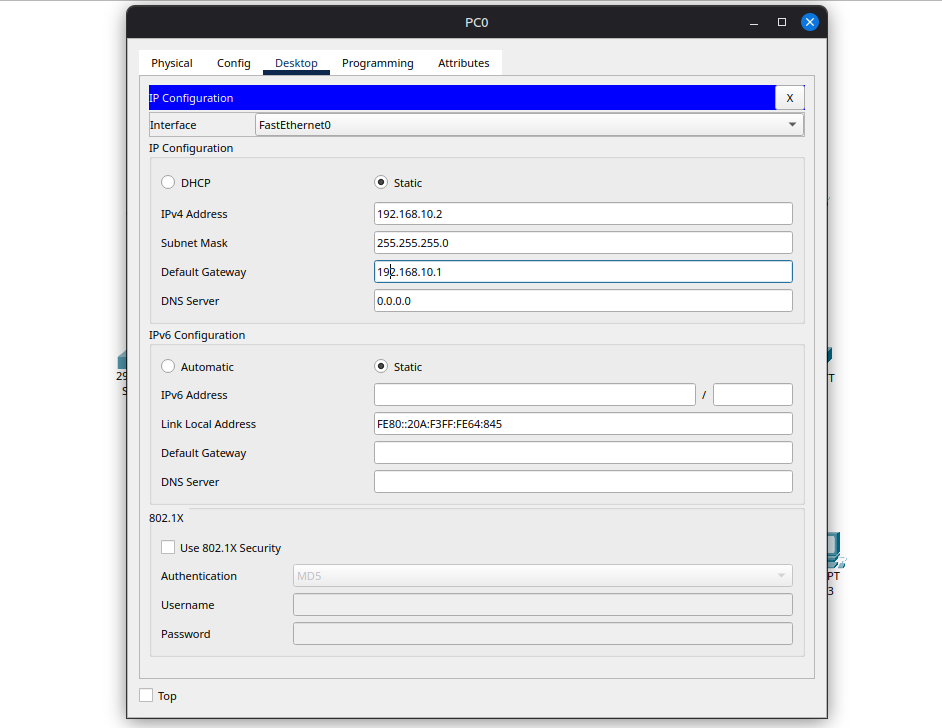 PC0
Physical Config Desktop Programming Attributes
IP Configuration X
Interface FastEthernet0
IP Configuration
DHCP Static
IPv4 Address 192.168.10.2
Subnet Mask 255.255.255.0
Default Gateway 192.168.10.1
DNS Server 0.0.0.0
IPv6 Configuration
Automatic Static
IPv6 Address /
Link Local Address FE80::20A:F3FF:FE64:845
Default Gateway
DNS Server
802.1X
Use 802.1X Security
Authentication MD5
Username
Password
Top
29
S
T
PT
3